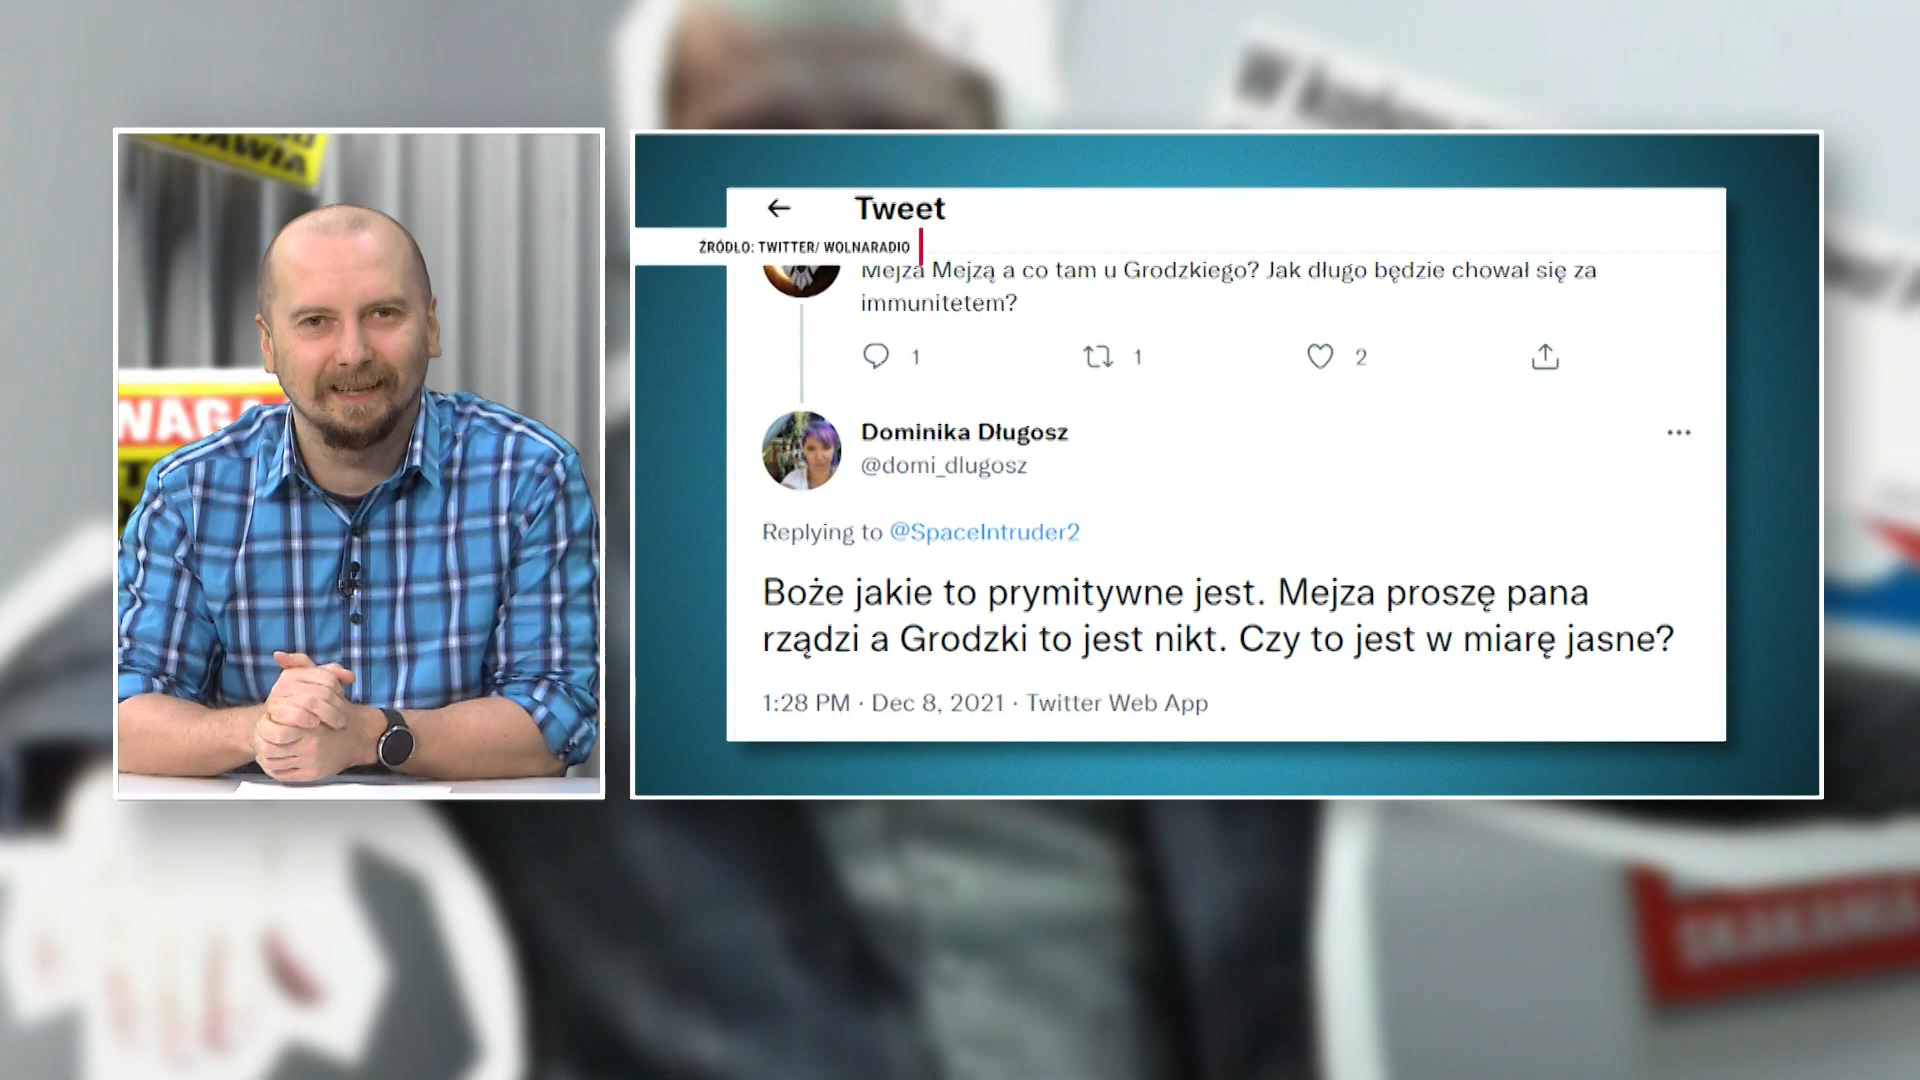 WAGA
Tweet
ŹRÓDŁO: TWITTER/ WOLNARADIO
Mejza Mejzą a co tam u Grodzkiego? Jak długo będzie chował się za
immunitetem?
1 1 2
Dominika Długosz
@domi_dlugosz
Replying to @SpaceIntruder2
Boże jakie to prymitywne jest. Mejza proszę pana
rządzi a Grodzki to jest nikt. Czy to jest w miarę jasne?
1:28 PM · Dec 8, 2021 · Twitter Web App